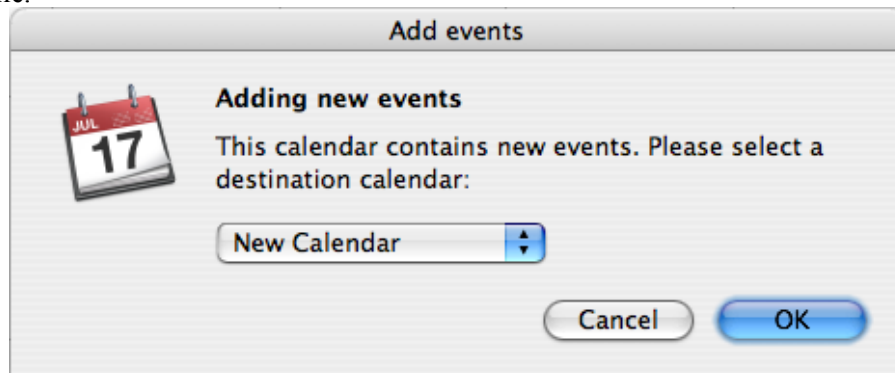 Add events
JUL
17
Adding new events
This calendar contains new events. Please select a
destination calendar:
New Calendar
Cancel
OK